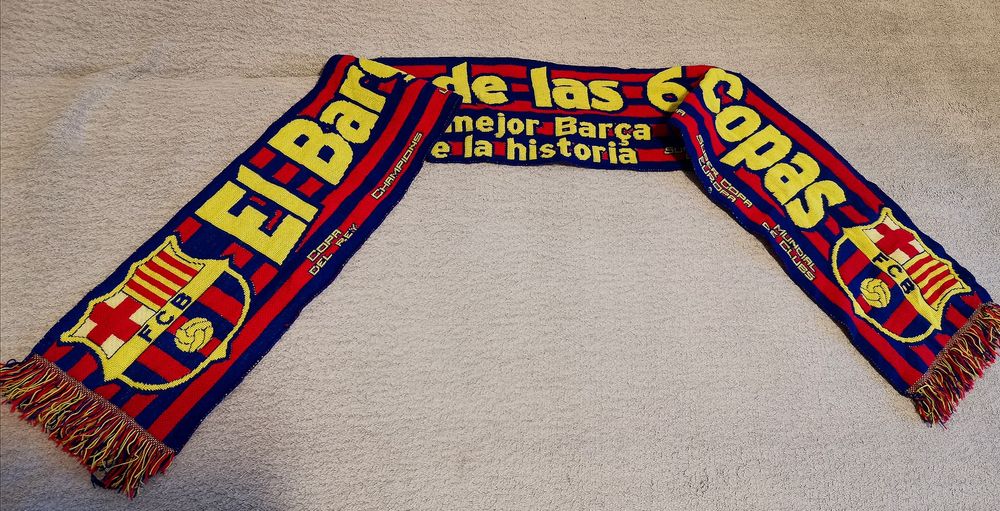 El Barç
de las 6
Copas
mejor Barça
e la historia
COPA
DEL REY
CHAMPIONS
SUPER COPA
EUROPA
MUNDIAL
DE CLUBS
FCB
FCB